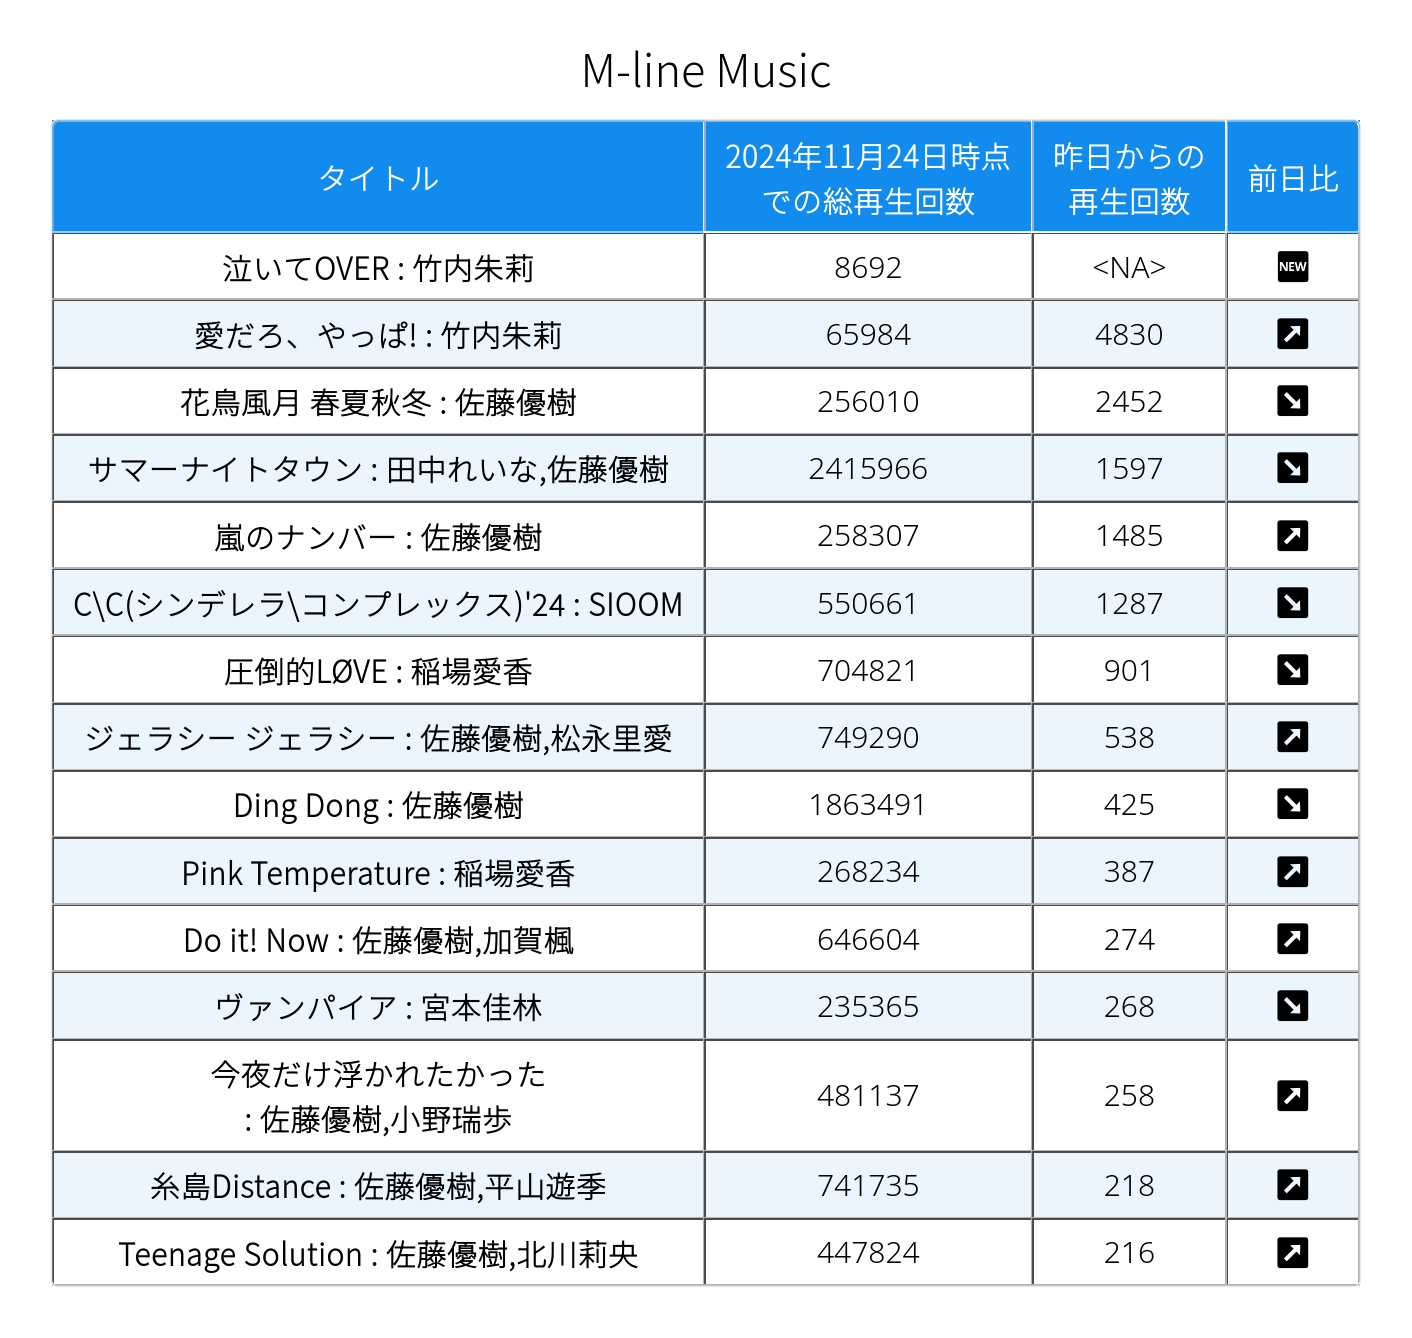 M-line Music
タイトル
2024年11月24日時点
での総再生回数
昨日からの
再生回数
前日比
泣いてOVER : 竹内朱莉 8692 <NA> NEW
愛だろ、やっぱ! : 竹内朱莉 65984 4830
花鳥風月 春夏秋冬 : 佐藤優樹 256010 2452
サマーナイトタウン : 田中れいな,佐藤優樹 2415966 1597
嵐のナンバー : 佐藤優樹 258307 1485
C\C(シンデレラ\コンプレックス)'24 : SIOOM 550661 1287
圧倒的LØVE : 稲場愛香 704821 901
ジェラシー ジェラシー : 佐藤優樹,松永里愛 749290 538
Ding Dong : 佐藤優樹 1863491 425
Pink Temperature : 稲場愛香 268234 387
Do it! Now : 佐藤優樹,加賀楓 646604 274
ヴァンパイア : 宮本佳林 235365 268
今夜だけ浮かれたかった
: 佐藤優樹,小野瑞歩 481137 258
糸島Distance : 佐藤優樹,平山遊季 741735 218
Teenage Solution : 佐藤優樹,北川莉央 447824 216